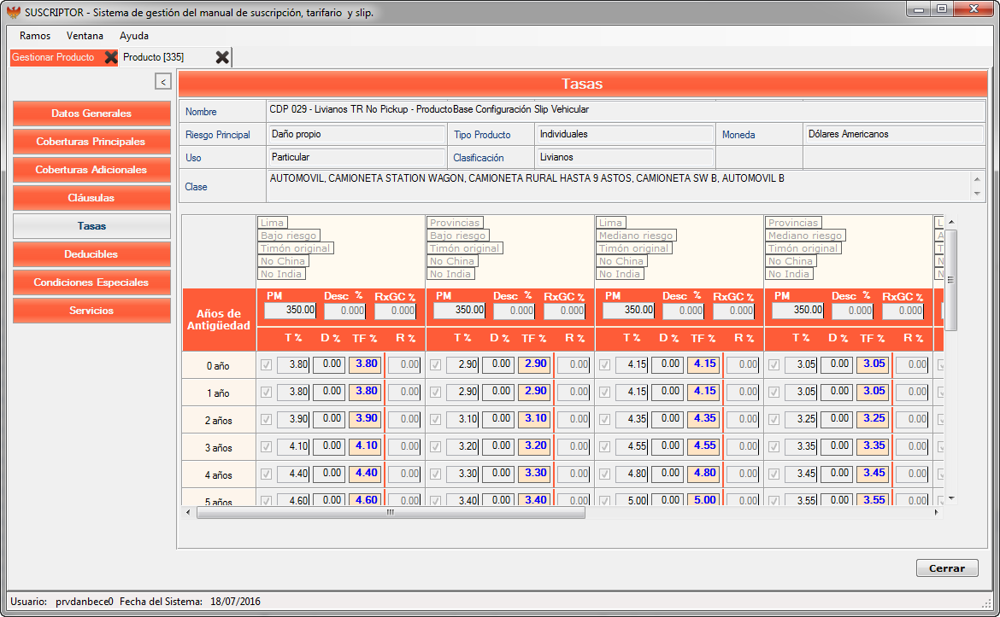 SUSCRIPTOR - Sistema de gestión del manual de suscripción, tarifario  y slip.
Ramos Ventana Ayuda
Gestionar Producto Producto [335]
<
Datos Generales
Coberturas Principales
Coberturas Adicionales
Cláusulas
Tasas
Deducibles
Condiciones Especiales
Servicios
Tasas
Nombre CDP 029 - Livianos TR No Pickup - ProductoBase Configuración Slip Vehicular
Riesgo Principal Daño propio Tipo Producto Individuales Moneda Dólares Americanos
Uso Particular Clasificación Livianos
Clase AUTOMOVIL, CAMIONETA STATION WAGON, CAMIONETA RURAL HASTA 9 ASTOS, CAMIONETA SW B, AUTOMOVIL B
Lima Provincias Lima Provincias L
Bajo riesgo Bajo riesgo Mediano riesgo Mediano riesgo A
Timón original Timón original Timón original Timón original T
No China No China No China No China N
No India No India No India No India N
Años de Antigüedad
PM Desc % RxGC % PM Desc % RxGC % PM Desc % RxGC % PM Desc % RxGC %
350.00 0.000 0.000 350.00 0.000 0.000 350.00 0.000 0.000 350.00 0.000 0.000
T % D % TF % R % T % D % TF % R % T % D % TF % R % T % D % TF % R %
0 año 3.80 0.00 3.80 0.00 2.90 0.00 2.90 0.00 4.15 0.00 4.15 0.00 3.05 0.00 3.05 0.00
1 año 3.80 0.00 3.80 0.00 2.90 0.00 2.90 0.00 4.15 0.00 4.15 0.00 3.05 0.00 3.05 0.00
2 años 3.90 0.00 3.90 0.00 3.10 0.00 3.10 0.00 4.35 0.00 4.35 0.00 3.25 0.00 3.25 0.00
3 años 4.10 0.00 4.10 0.00 3.20 0.00 3.20 0.00 4.55 0.00 4.55 0.00 3.35 0.00 3.35 0.00
4 años 4.40 0.00 4.40 0.00 3.30 0.00 3.30 0.00 4.80 0.00 4.80 0.00 3.45 0.00 3.45 0.00
5 años 4.60 0.00 4.60 0.00 3.40 0.00 3.40 0.00 5.00 0.00 5.00 0.00 3.55 0.00 3.55 0.00
Cerrar
Usuario: prvdanbece0 Fecha del Sistema: 18/07/2016